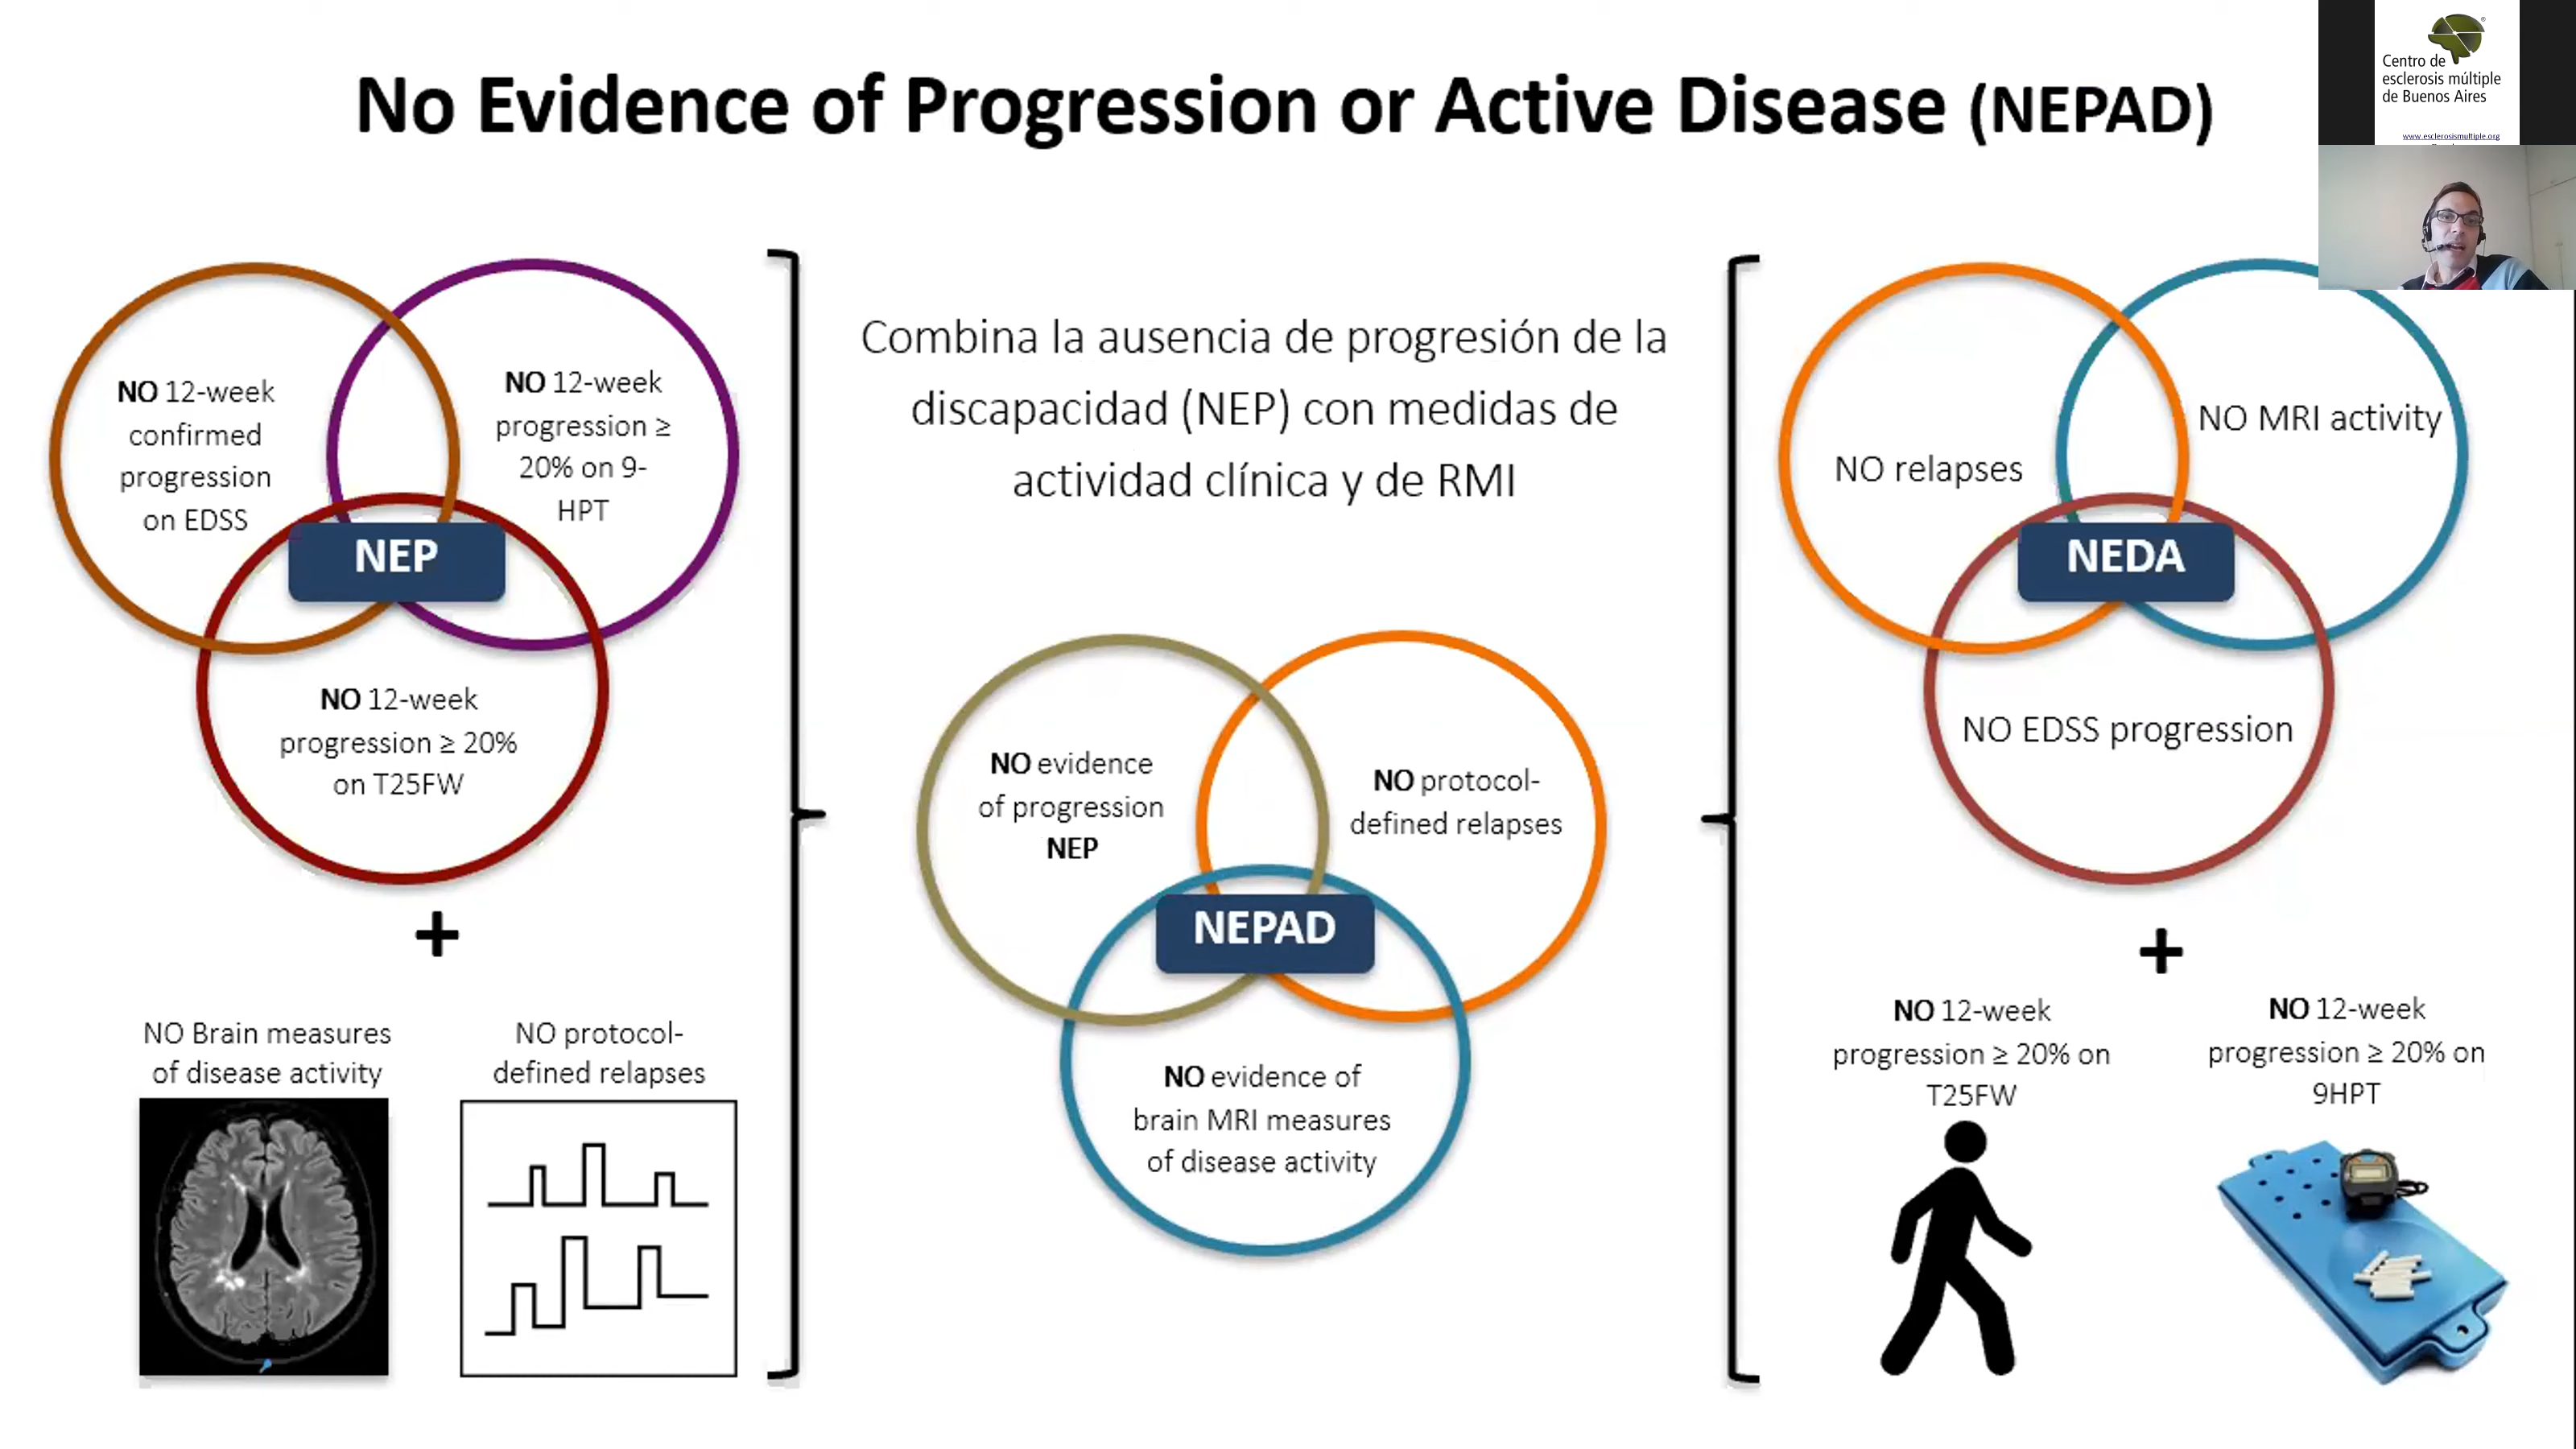 No Evidence of Progression or Active Disease (NEPAD)
Centro de
esclerosis múltiple
de Buenos Aires
www.esclerosismultiple.org
NO 12-week
confirmed
progression
on EDSS
NO 12-week
progression ≥
20% on 9-
HPT
NEP
NO 12-week
progression ≥ 20%
on T25FW
+
NO Brain measures
of disease activity
NO protocol-
defined relapses
Combina la ausencia de progresión de la
discapacidad (NEP) con medidas de
actividad clínica y de RMI
NO evidence
of progression
NEP
NO protocol-
defined relapses
NEPAD
NO evidence of
brain MRI measures
of disease activity
NO relapses
NO MRI activity
NEDA
NO EDSS progression
+
NO 12-week
progression ≥ 20% on
T25FW
NO 12-week
progression ≥ 20% on
9HPT